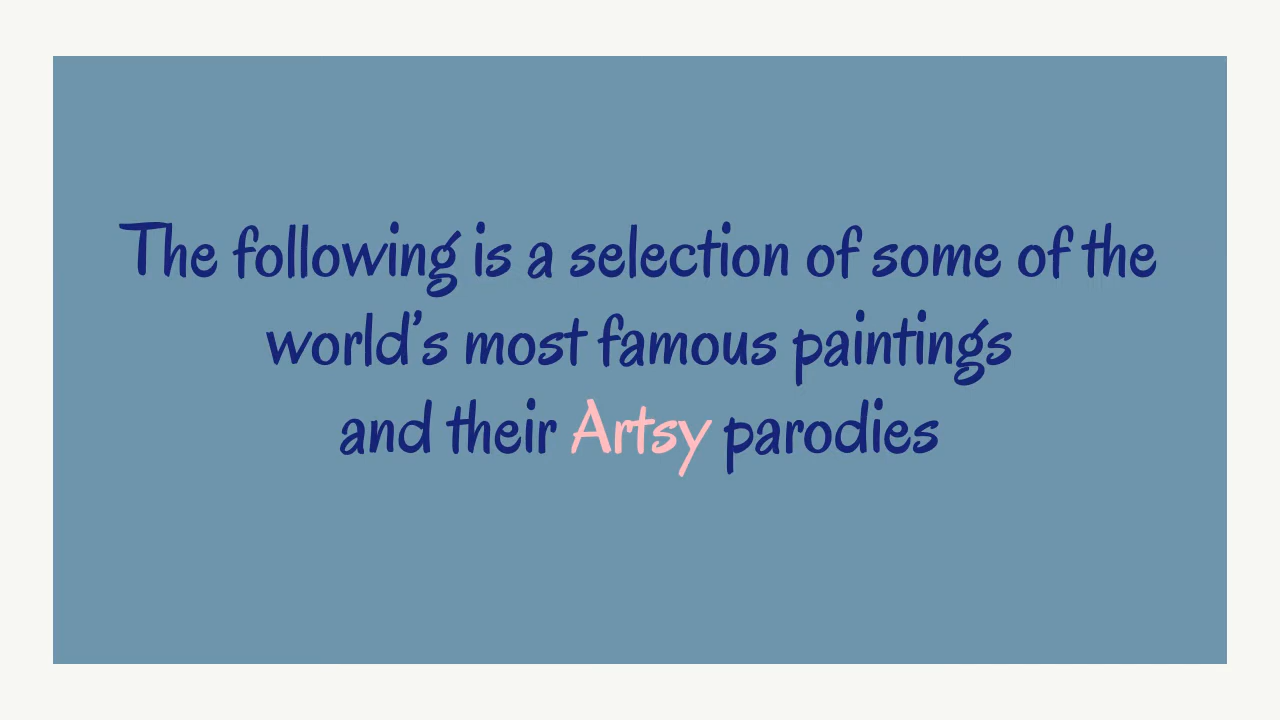 The following is a selection of some of the
world’s most famous paintings
and their Artsy parodies